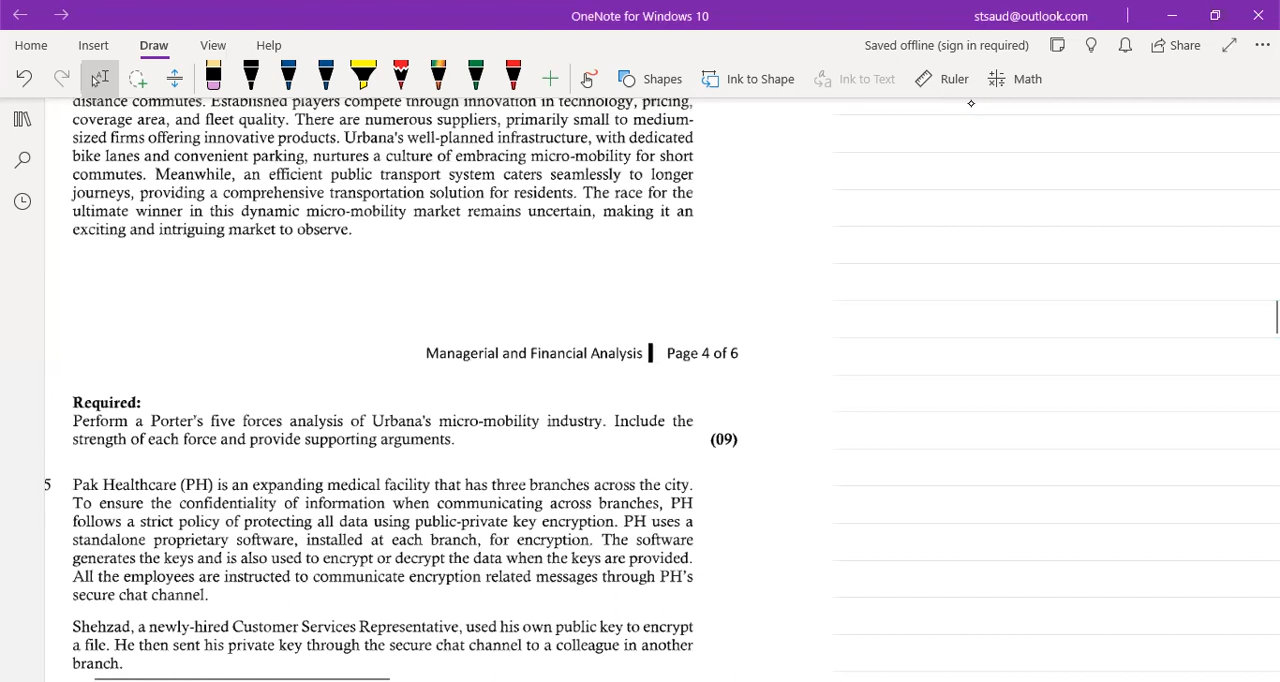 OneNote for Windows 10
stsaud@outlook.com
Home Insert Draw View Help
Saved offline (sign in required) Share
Shapes Ink to Shape Ink to Text Ruler Math
distance commutes. Established players compete through innovation in technology, pricing,
coverage area, and fleet quality. There are numerous suppliers, primarily small to medium-
sized firms offering innovative products. Urbana's well-planned infrastructure, with dedicated
bike lanes and convenient parking, nurtures a culture of embracing micro-mobility for short
commutes. Meanwhile, an efficient public transport system caters seamlessly to longer
journeys, providing a comprehensive transportation solution for residents. The race for the
ultimate winner in this dynamic micro-mobility market remains uncertain, making it an
exciting and intriguing market to observe.
Managerial and Financial Analysis Page 4 of 6
Required:
Perform a Porter's five forces analysis of Urbana's micro-mobility industry. Include the
strength of each force and provide supporting arguments. (09)
5 Pak Healthcare (PH) is an expanding medical facility that has three branches across the city.
To ensure the confidentiality of information when communicating across branches, PH
follows a strict policy of protecting all data using public-private key encryption. PH uses a
standalone proprietary software, installed at each branch, for encryption. The software
generates the keys and is also used to encrypt or decrypt the data when the keys are provided.
All the employees are instructed to communicate encryption related messages through PH's
secure chat channel.
Shehzad, a newly-hired Customer Services Representative, used his own public key to encrypt
a file. He then sent his private key through the secure chat channel to a colleague in another
branch.